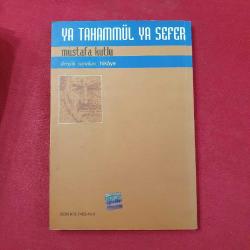 YA TAHAMMÜL YA SEFER
mustafa kutlu
dergâh yayınları hikâye